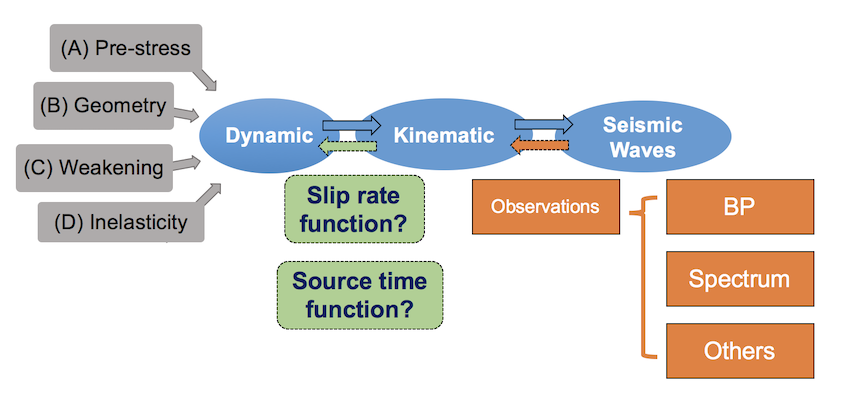 (A) Pre-stress
(B) Geometry
(C) Weakening
(D) Inelasticity
Dynamic
Kinematic
Seismic
Waves
Slip rate
function?
Source time
function?
Observations
BP
Spectrum
Others